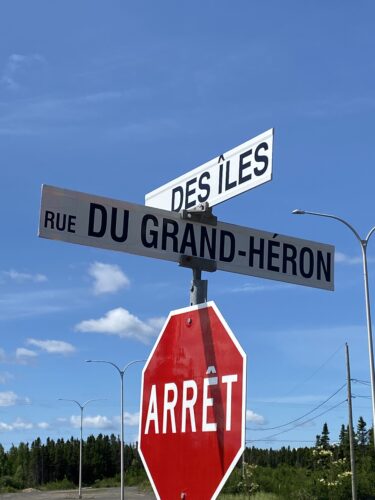 DES ÎLES
RUE DU GRAND-HÉRON
ARRÊT